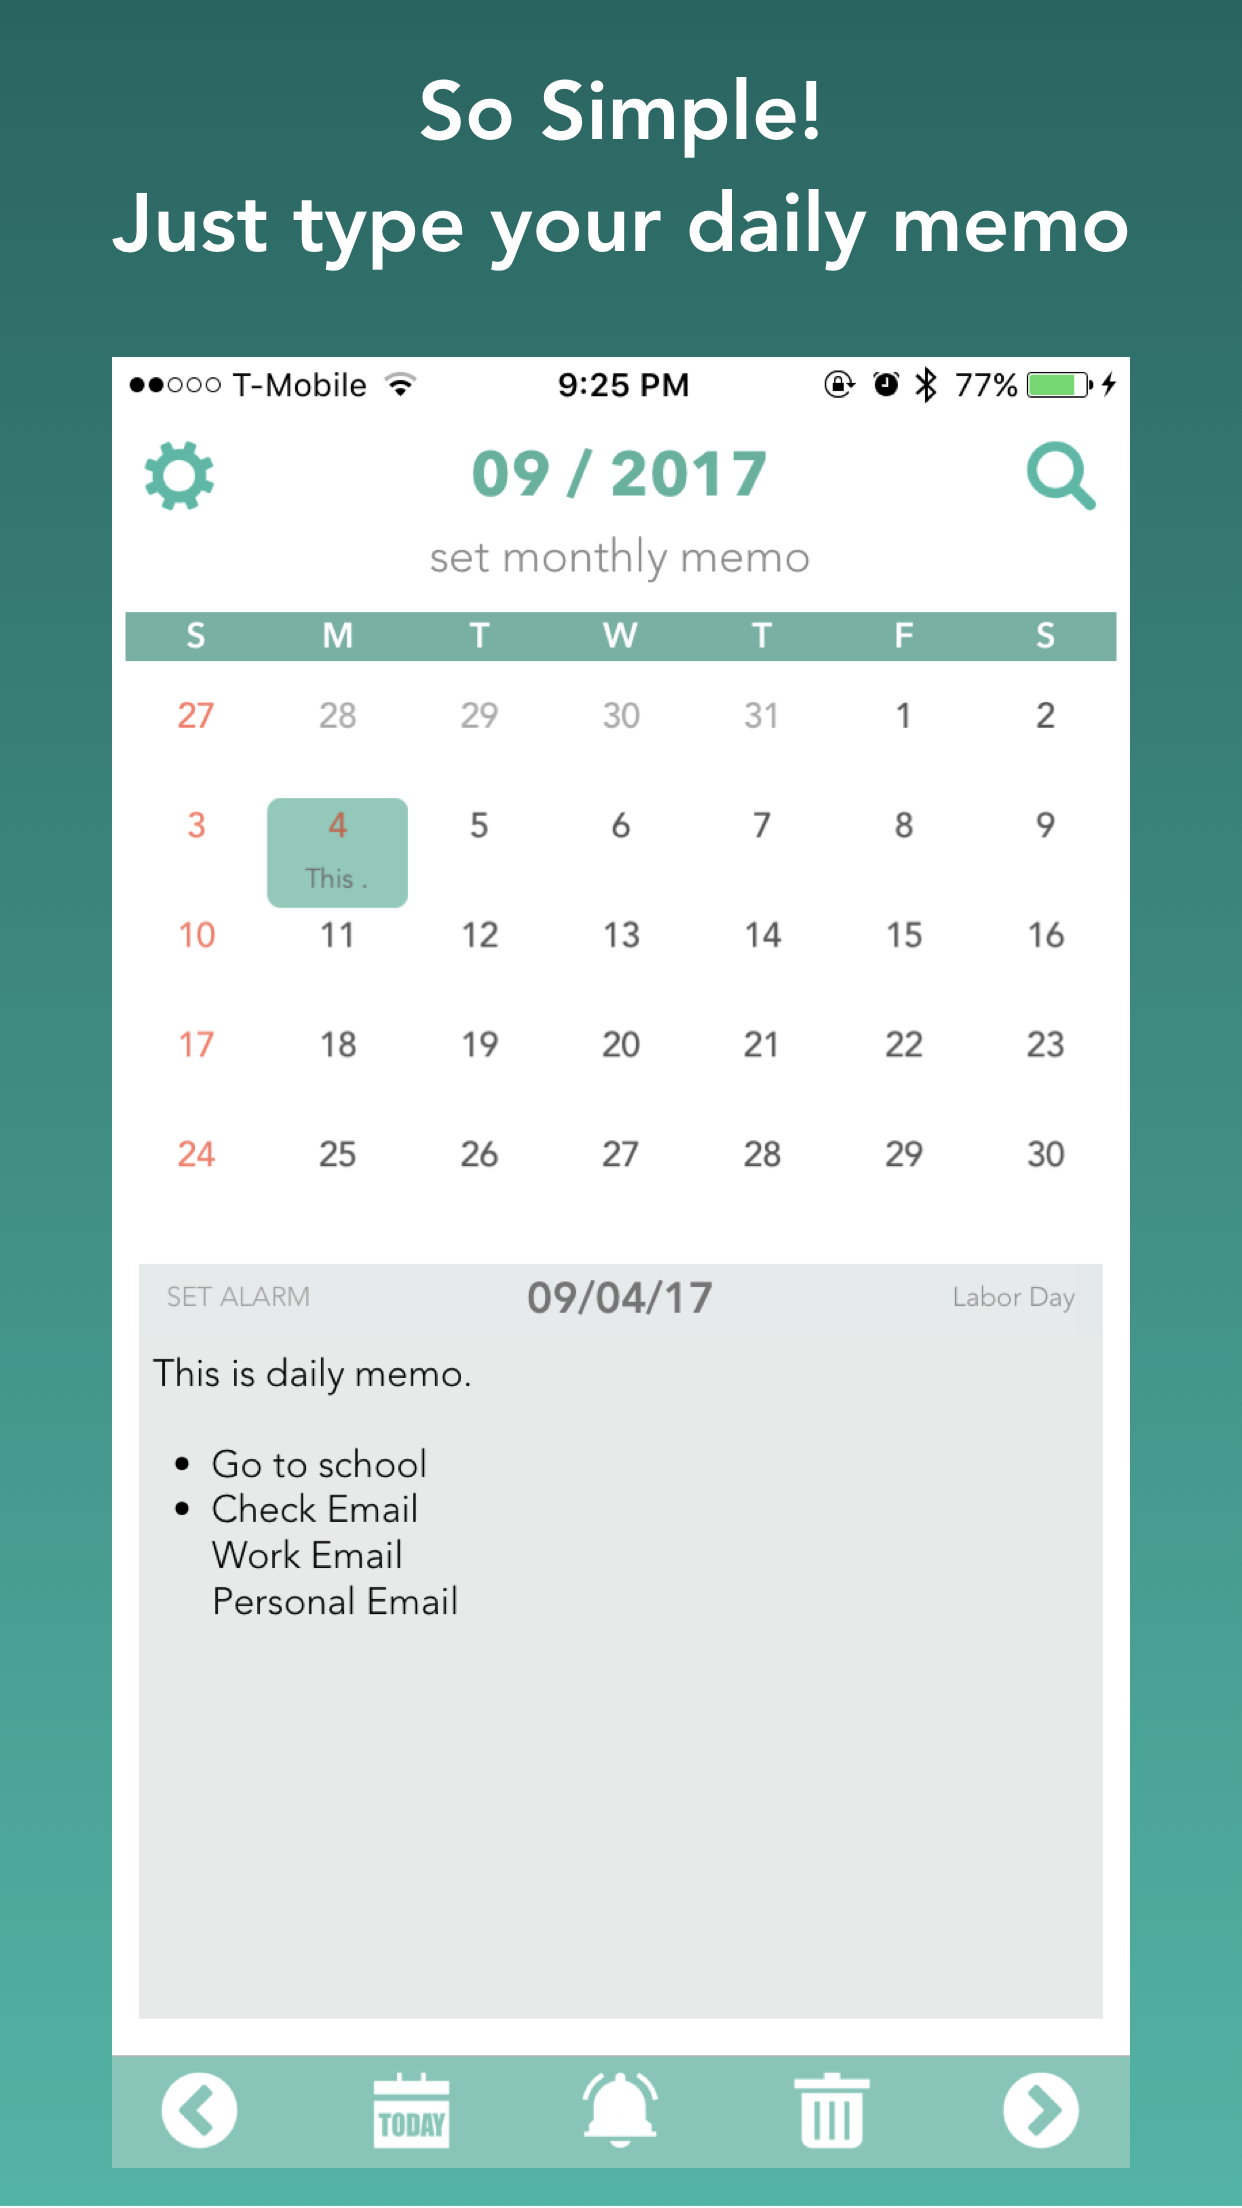 So Simple!
Just type your daily memo
T-Mobile 9:25 PM 77%
09 / 2017
set monthly memo
S M T W T F S
27 28 29 30 31 1 2
3 4 5 6 7 8 9
This .
10 11 12 13 14 15 16
17 18 19 20 21 22 23
24 25 26 27 28 29 30
SET ALARM 09/04/17 Labor Day
This is daily memo.
• Go to school
• Check Email
Work Email
Personal Email
TODAY